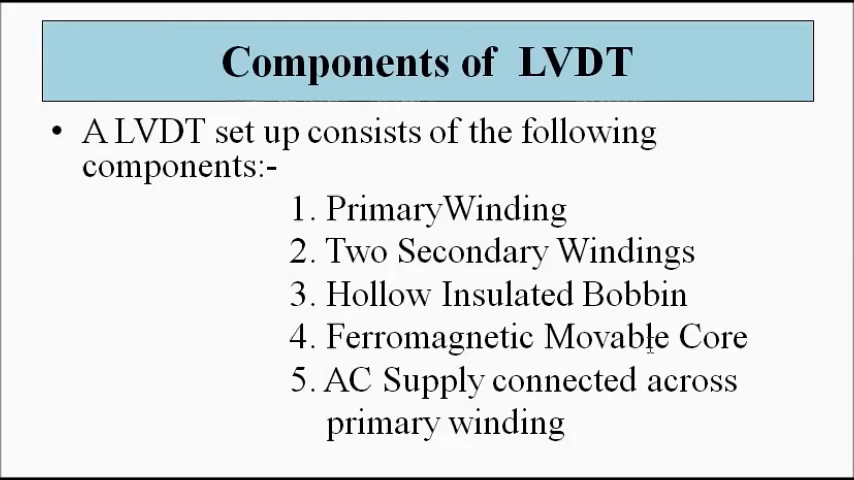 Components of LVDT
• A LVDT set up consists of the following
components:-
1. PrimaryWinding
2. Two Secondary Windings
3. Hollow Insulated Bobbin
4. Ferromagnetic Movable Core
5. AC Supply connected across
primary winding